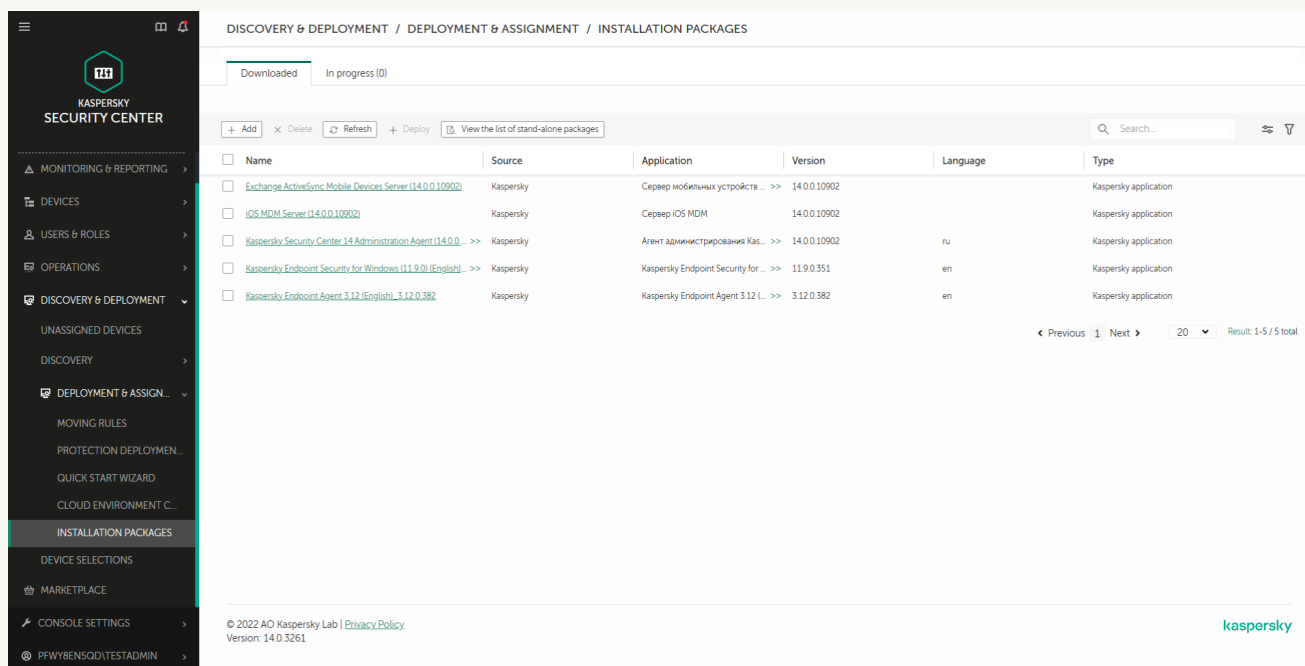 DISCOVERY & DEPLOYMENT / DEPLOYMENT & ASSIGNMENT / INSTALLATION PACKAGES
KASPERSKY
SECURITY CENTER
MONITORING & REPORTING
DEVICES
USERS & ROLES
OPERATIONS
DISCOVERY & DEPLOYMENT
UNASSIGNED DEVICES
DISCOVERY
DEPLOYMENT & ASSIGN...
MOVING RULES
PROTECTION DEPLOYMEN...
QUICK START WIZARD
CLOUD ENVIRONMENT C...
INSTALLATION PACKAGES
DEVICE SELECTIONS
MARKETPLACE
CONSOLE SETTINGS
PFWY8EN5QD\TESTADMIN
Downloaded In progress (0)
+ Add × Delete Refresh + Deploy View the list of stand-alone packages Search...
Name Source Application Version Language Type
Exchange ActiveSync Mobile Devices Server (14.0.0.10902) Kaspersky Сервер мобильных устройств ... >> 14.0.0.10902 Kaspersky application
iOS MDM Server (14.0.0.10902) Kaspersky Сервер iOS MDM 14.0.0.10902 Kaspersky application
Kaspersky Security Center 14 Administration Agent (14.0.0.... >> Kaspersky Агент администрирования Kas... >> 14.0.0.10902 ru Kaspersky application
Kaspersky Endpoint Security for Windows (11.9.0) (English)... >> Kaspersky Kaspersky Endpoint Security for ... >> 11.9.0.351 en Kaspersky application
Kaspersky Endpoint Agent 3.12 (English)_3.12.0.382 Kaspersky Kaspersky Endpoint Agent 3.12 (... >> 3.12.0.382 en Kaspersky application
Previous 1 Next 20 Result: 1-5 / 5 total
© 2022 AO Kaspersky Lab | Privacy Policy
Version: 14.0.3261
kaspersky